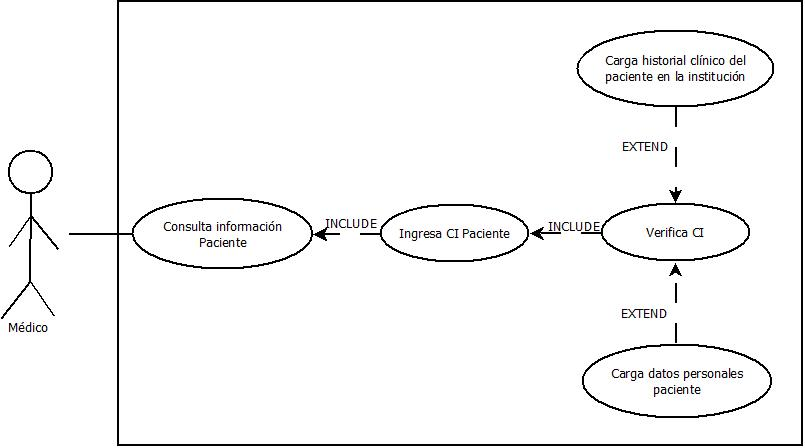 Carga historial clínico del
paciente en la institución
EXTEND
Consulta información
Paciente
INCLUDE
Ingresa CI Paciente
INCLUDE
Verifica CI
Médico
EXTEND
Carga datos personales
paciente